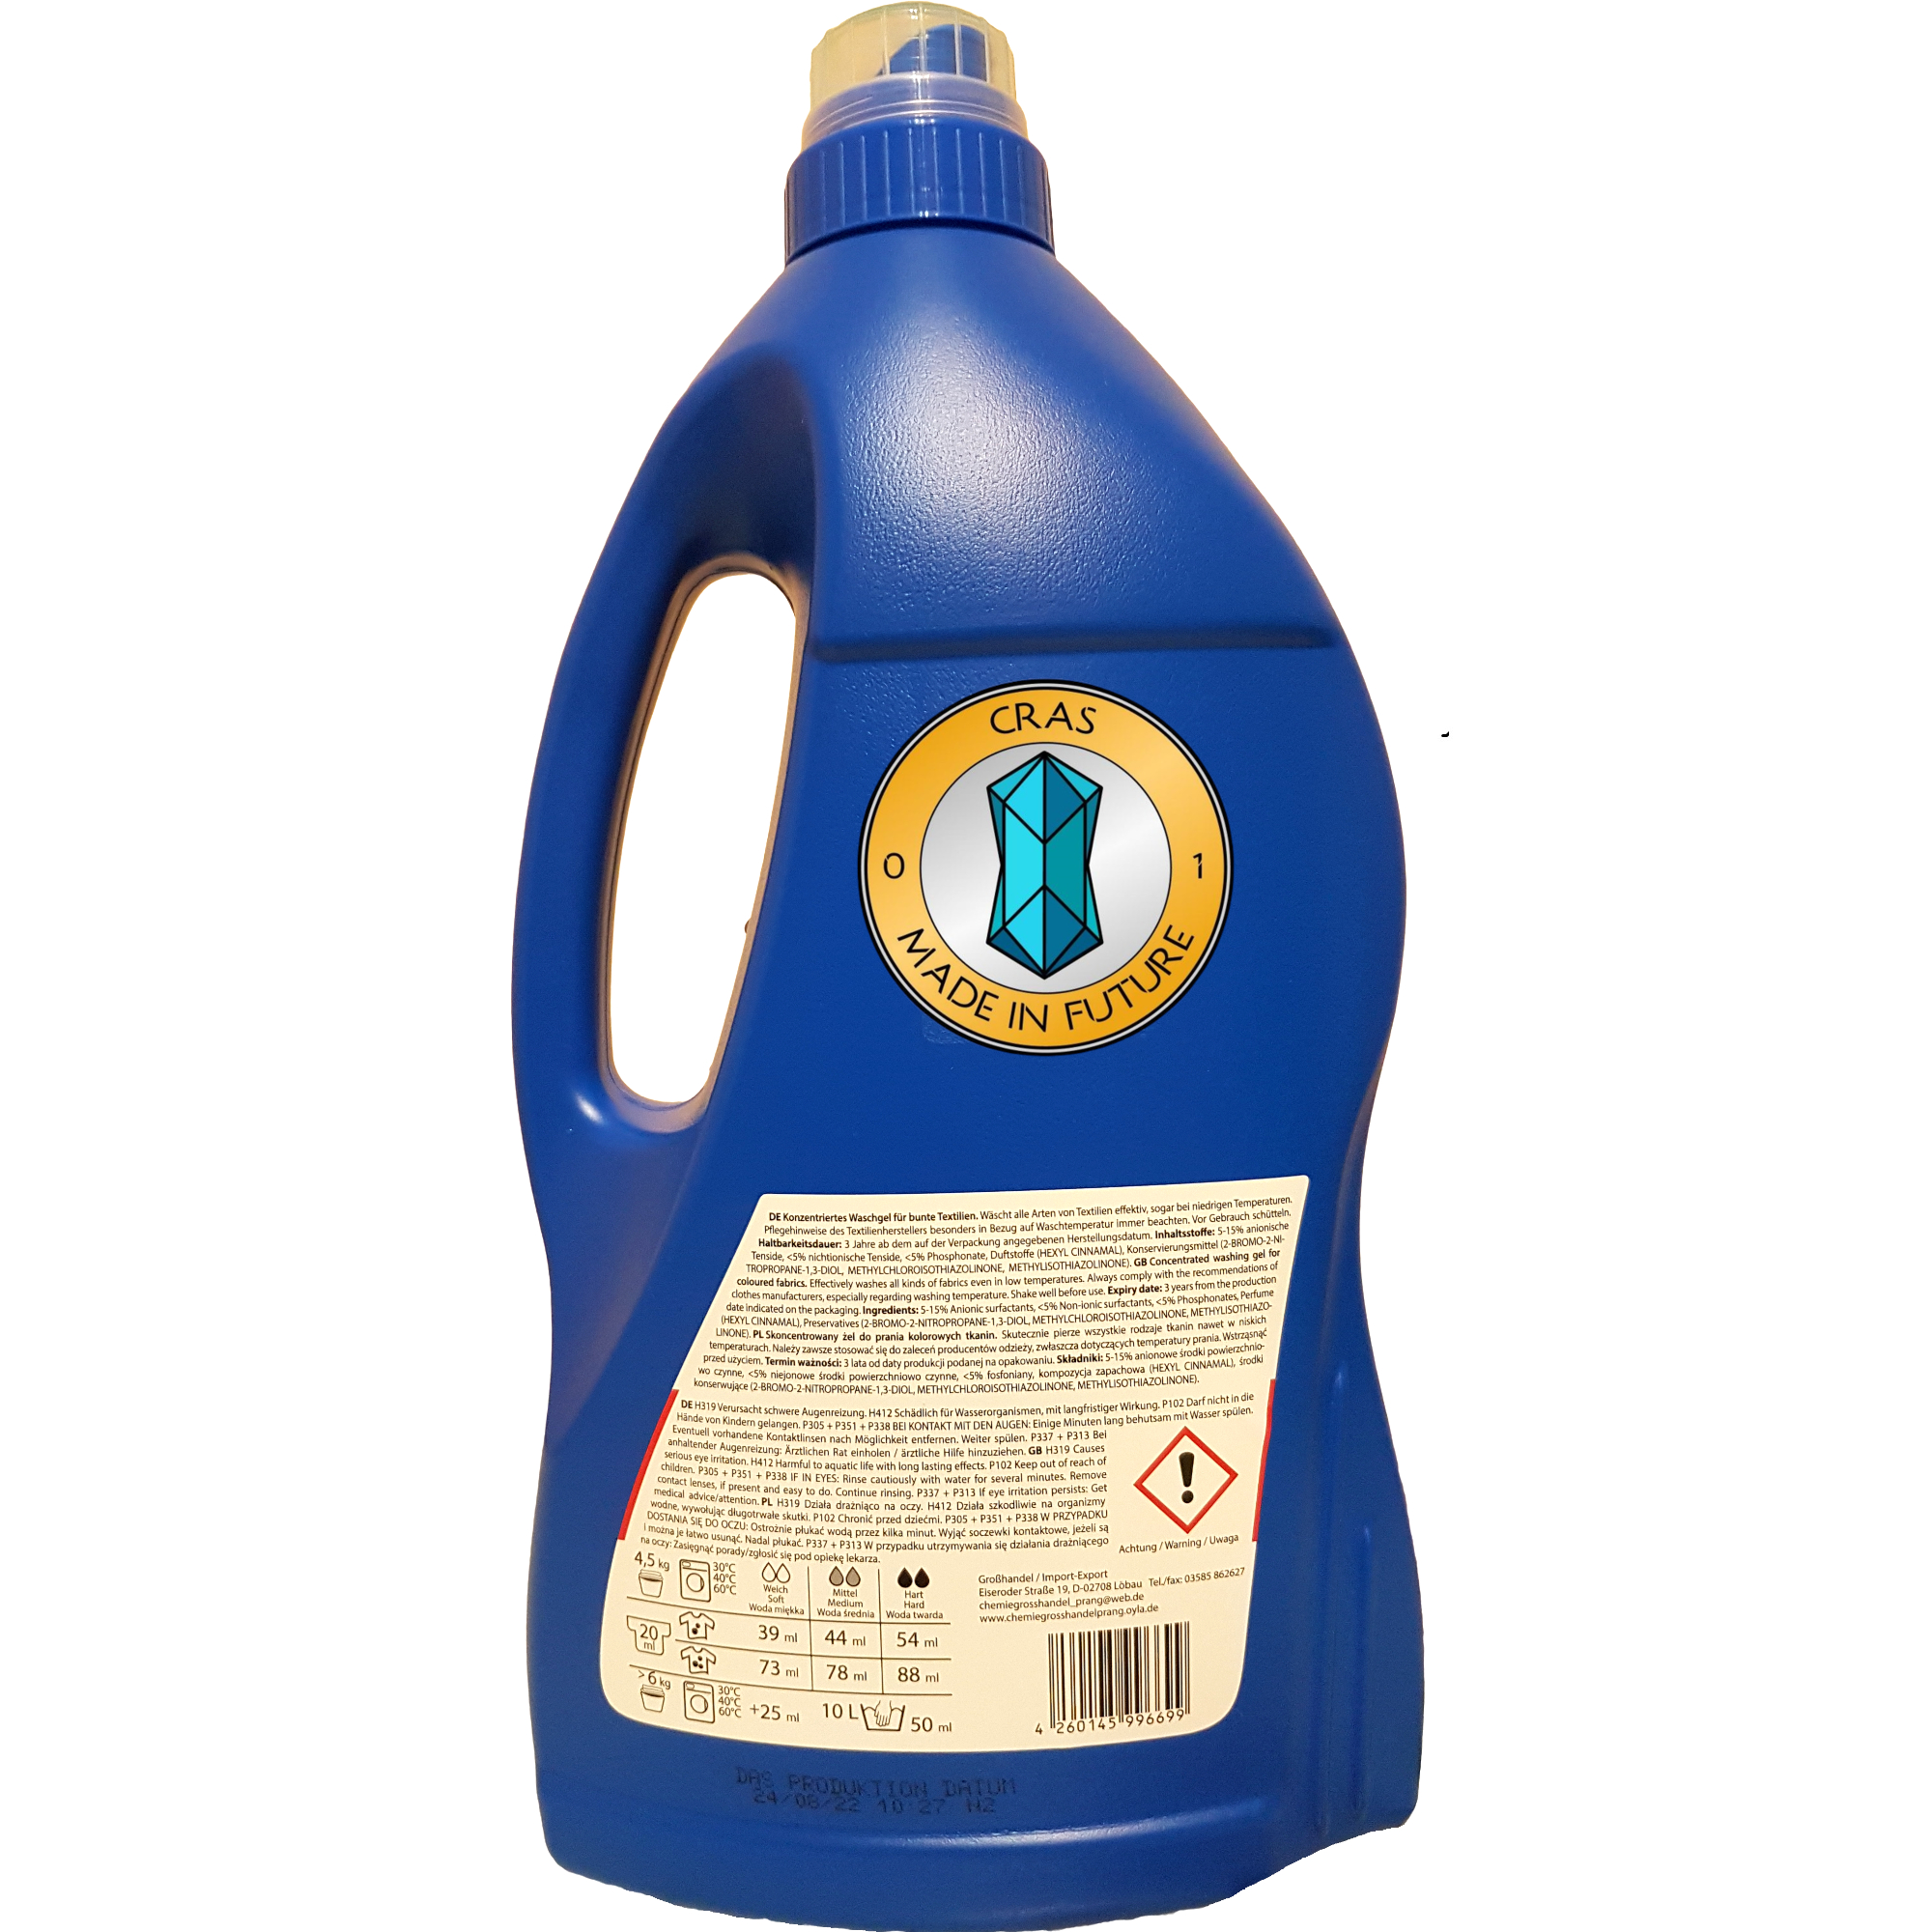 CRAS
0 1
MADE IN FUTURE
DE Konzentriertes Waschgel für bunte Textilien. Wäscht alle Arten von Textilien effektiv, sogar bei niedrigen Temperaturen.
Pflegehinweise des Textilienherstellers besonders in Bezug auf Waschtemperatur immer beachten. Vor Gebrauch schütteln.
Haltbarkeitsdauer: 3 Jahre ab dem auf der Verpackung angegebenen Herstellungsdatum. Inhaltsstoffe: 5-15% anionische
Tenside, <5% nichtionische Tenside, <5% Phosphonate, Duftstoffe (HEXYL CINNAMAL), Konservierungsmittel (2-BROMO-2-NI-
TROPROPANE-1,3-DIOL, METHYLCHLOROISOTHIAZOLINONE, METHYLISOTHIAZOLINONE). GB Concentrated washing gel for
coloured fabrics. Effectively washes all kinds of fabrics even in low temperatures. Always comply with the recommendations of
clothes manufacturers, especially regarding washing temperature. Shake well before use. Expiry date: 3 years from the production
date indicated on the packaging. Ingredients: 5-15% Anionic surfactants, <5% Non-ionic surfactants, <5% Phosphonates, Perfume
(HEXYL CINNAMAL), Preservatives (2-BROMO-2-NITROPROPANE-1,3-DIOL, METHYLCHLOROISOTHIAZOLINONE, METHYLISOTHIAZO-
LINONE). PL Skoncentrowany żel do prania kolorowych tkanin. Skutecznie pierze wszystkie rodzaje tkanin nawet w niskich
temperaturach. Należy zawsze stosować się do zaleceń producentów odzieży, zwłaszcza dotyczących temperatury prania. Wstrząsnąć
przed użyciem. Termin ważności: 3 lata od daty produkcji podanej na opakowaniu. Składniki: 5-15% anionowe środki powierzchnio-
wo czynne, <5% niejonowe środki powierzchniowo czynne, <5% fosfoniany, kompozycja zapachowa (HEXYL CINNAMAL), środki
konserwujące (2-BROMO-2-NITROPROPANE-1,3-DIOL, METHYLCHLOROISOTHIAZOLINONE, METHYLISOTHIAZOLINONE).
DE H319 Verursacht schwere Augenreizung. H412 Schädlich für Wasserorganismen, mit langfristiger Wirkung. P102 Darf nicht in die
Hände von Kindern gelangen. P305 + P351 + P338 BEI KONTAKT MIT DEN AUGEN: Einige Minuten lang behutsam mit Wasser spülen.
Eventuell vorhandene Kontaktlinsen nach Möglichkeit entfernen. Weiter spülen. P337 + P313 Bei
anhaltender Augenreizung: Ärztlichen Rat einholen / ärztliche Hilfe hinzuziehen. GB H319 Causes
serious eye irritation. H412 Harmful to aquatic life with long lasting effects. P102 Keep out of reach of
children. P305 + P351 + P338 IF IN EYES: Rinse cautiously with water for several minutes. Remove
contact lenses, if present and easy to do. Continue rinsing. P337 + P313 If eye irritation persists: Get
medical advice/attention. PL H319 Działa drażniąco na oczy. H412 Działa szkodliwie na organizmy
wodne, wywołując długotrwałe skutki. P102 Chronić przed dziećmi. P305 + P351 + P338 W PRZYPADKU
DOSTANIA SIĘ DO OCZU: Ostrożnie płukać wodą przez kilka minut. Wyjąć soczewki kontaktowe, jeżeli są
i można je łatwo usunąć. Nadal płukać. P337 + P313 W przypadku utrzymywania się działania drażniącego
na oczy: Zasięgnąć porady/zgłosić się pod opiekę lekarza.
Achtung / Warning / Uwaga
4,5 kg
30°C
40°C
60°C
Weich
Soft
Woda miękka
Mittel
Medium
Woda średnia
Hart
Hard
Woda twarda
20 ml
39 ml 44 ml 54 ml
73 ml 78 ml 88 ml
>6 kg
30°C
40°C
60°C
+25 ml 10 L 50 ml
Großhandel / Import-Export
Eiseroder Straße 19, D-02708 Löbau Tel./fax: 03585 862627
chemiegrosshandel_prang@web.de
www.chemiegrosshandelprang.oyla.de
4 260145 996699
DAS PRODUKTION DATUM
24/08/22 10:27 N2